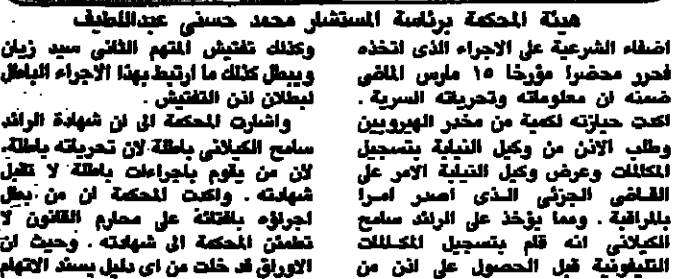 هيئة المحكمة برئاسة المستشار محمد حسنى عبداللطيف
اضفاء الشرعية على الاجراء الذى اتخذه
فحرر محضرا مؤرخا ١٥ مارس الماضى
ضمنه ان معلوماته وتحرياته السرية .
اكدت حيازته لكمية من مخدر الهيرويين
وطلب الاذن من وكيل النيابة بتسجيل
المكالمات وعرض وكيل النيابة الامر على
القاضى الجزئى الذى اصدر امرا
بالمراقبة . ومما يؤخذ على الرائد سامح
الكيلانى انه قام بتسجيل المكالمات
التليفونية قبل الحصول على اذن من
وكذلك تفتيش المتهم الثانى سيد زيان
ويبطل كذلك ما ارتبط بهذا الاجراء الباطل
لبطلان اذن التفتيش .
واشارت المحكمة الى ان شهادة الرائد
سامح الكيلانى باطلة لان تحرياته باطلة،
لان من يقوم باجراءات باطلة لا تقبل
شهادته . واكدت المحكمة ان من بطل
اجراؤه بافتئاته على محارم القانون لا
تطمئن المحكمة الى شهادته . وحيث ان
الاوراق قد خلت من اى دليل يسند الاتهام